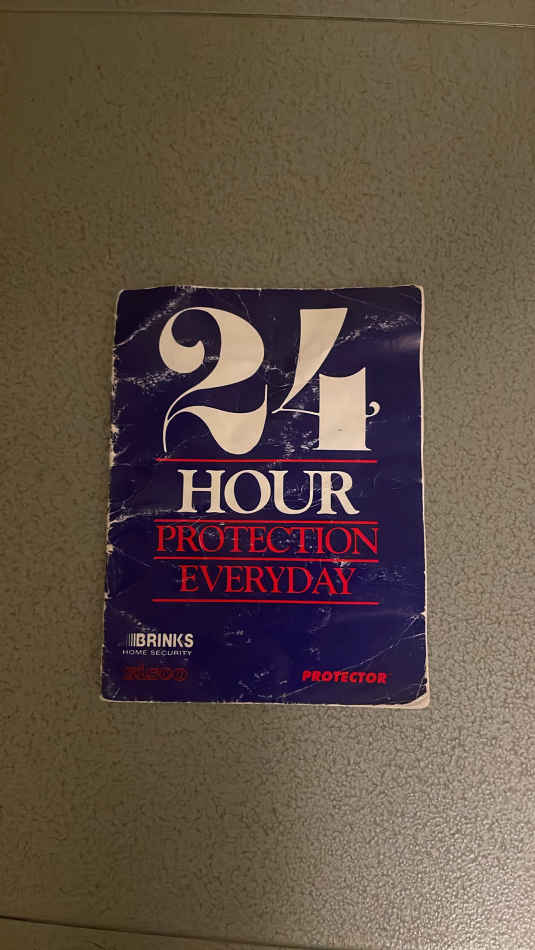 24
HOUR
PROTECTION
EVERYDAY
BRINKS
HOME SECURITY
PROTECTOR